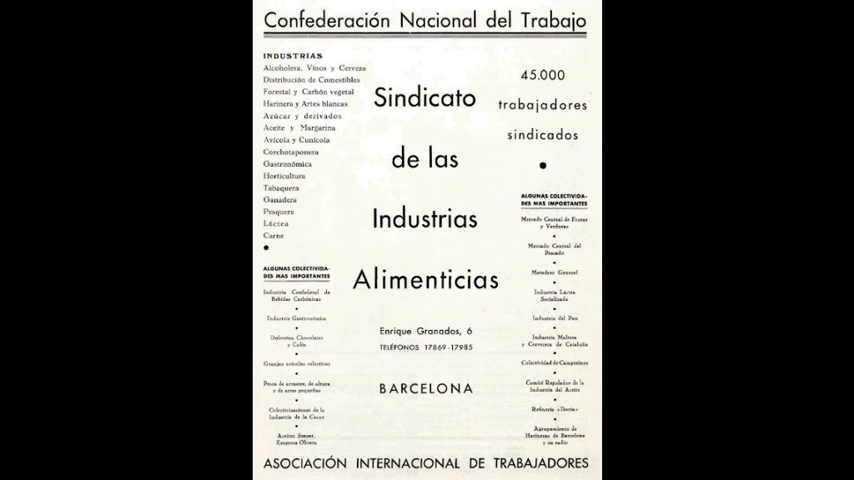 Confederación Nacional del Trabajo
INDUSTRIAS
Alcoholera, Vinos y Cerveza
Distribución de Comestibles
Forestal y Carbón vegetal
Harinera y Artes blancas
Azúcar y derivados
Aceite y Margarina
Avícola y Cunícola
Corchotaponera
Gastronómica
Horticultura
Tabaquera
Ganadera
Pesquera
Láctea
Carne
ALGUNAS COLECTIVIDA-
DES MAS IMPORTANTES
Industria Confederal de
Bebidas Carbónicas
Industria Gastronómica
Dulcerías, Chocolates
y Cafés
Granjas avícolas colectivas
Pesca de arrastre, de altura
y de artes pequeñas
Colectivizaciones de la
Industria de la Carne
Aceites
Empresa Obrera
Sindicato
de las
Industrias
Alimenticias
Enrique Granados, 6
TELÉFONOS 17869-17985
BARCELONA
45.000
trabajadores
sindicados
ALGUNAS COLECTIVIDA-
DES MAS IMPORTANTES
Mercado Central de Frutas
y Verduras
Mercado Central del
Pescado
Matadero General
Industria Láctea
Socializada
Industria del Pan
Industria Maltera
y Cervecera de Cataluña
Colectividad de Campesinos
Comité Regulador de la
Industria del Aceite
Refinería «Iberia»
Agrupamiento de
Harineras de Barcelona
y su radio
ASOCIACIÓN INTERNACIONAL DE TRABAJADORES